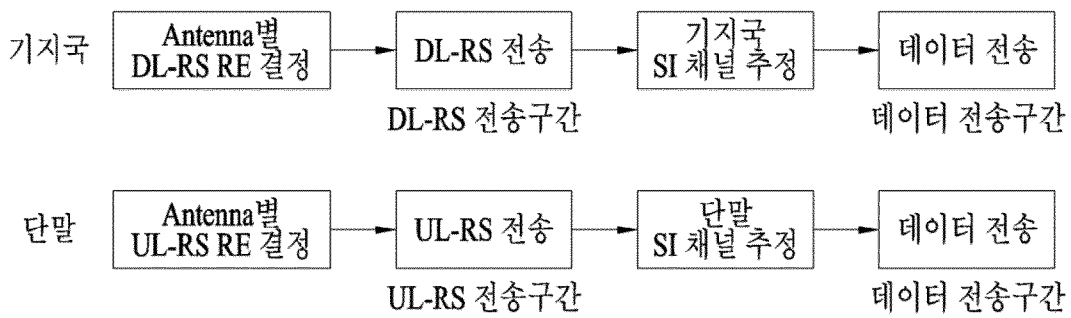 기지국
Antenna별
DL-RS RE 결정
DL-RS 전송
기지국
SI 채널 추정
데이터 전송
DL-RS 전송구간
데이터 전송구간
단말
Antenna별
UL-RS RE 결정
UL-RS 전송
단말
SI 채널 추정
데이터 전송
UL-RS 전송구간
데이터 전송구간